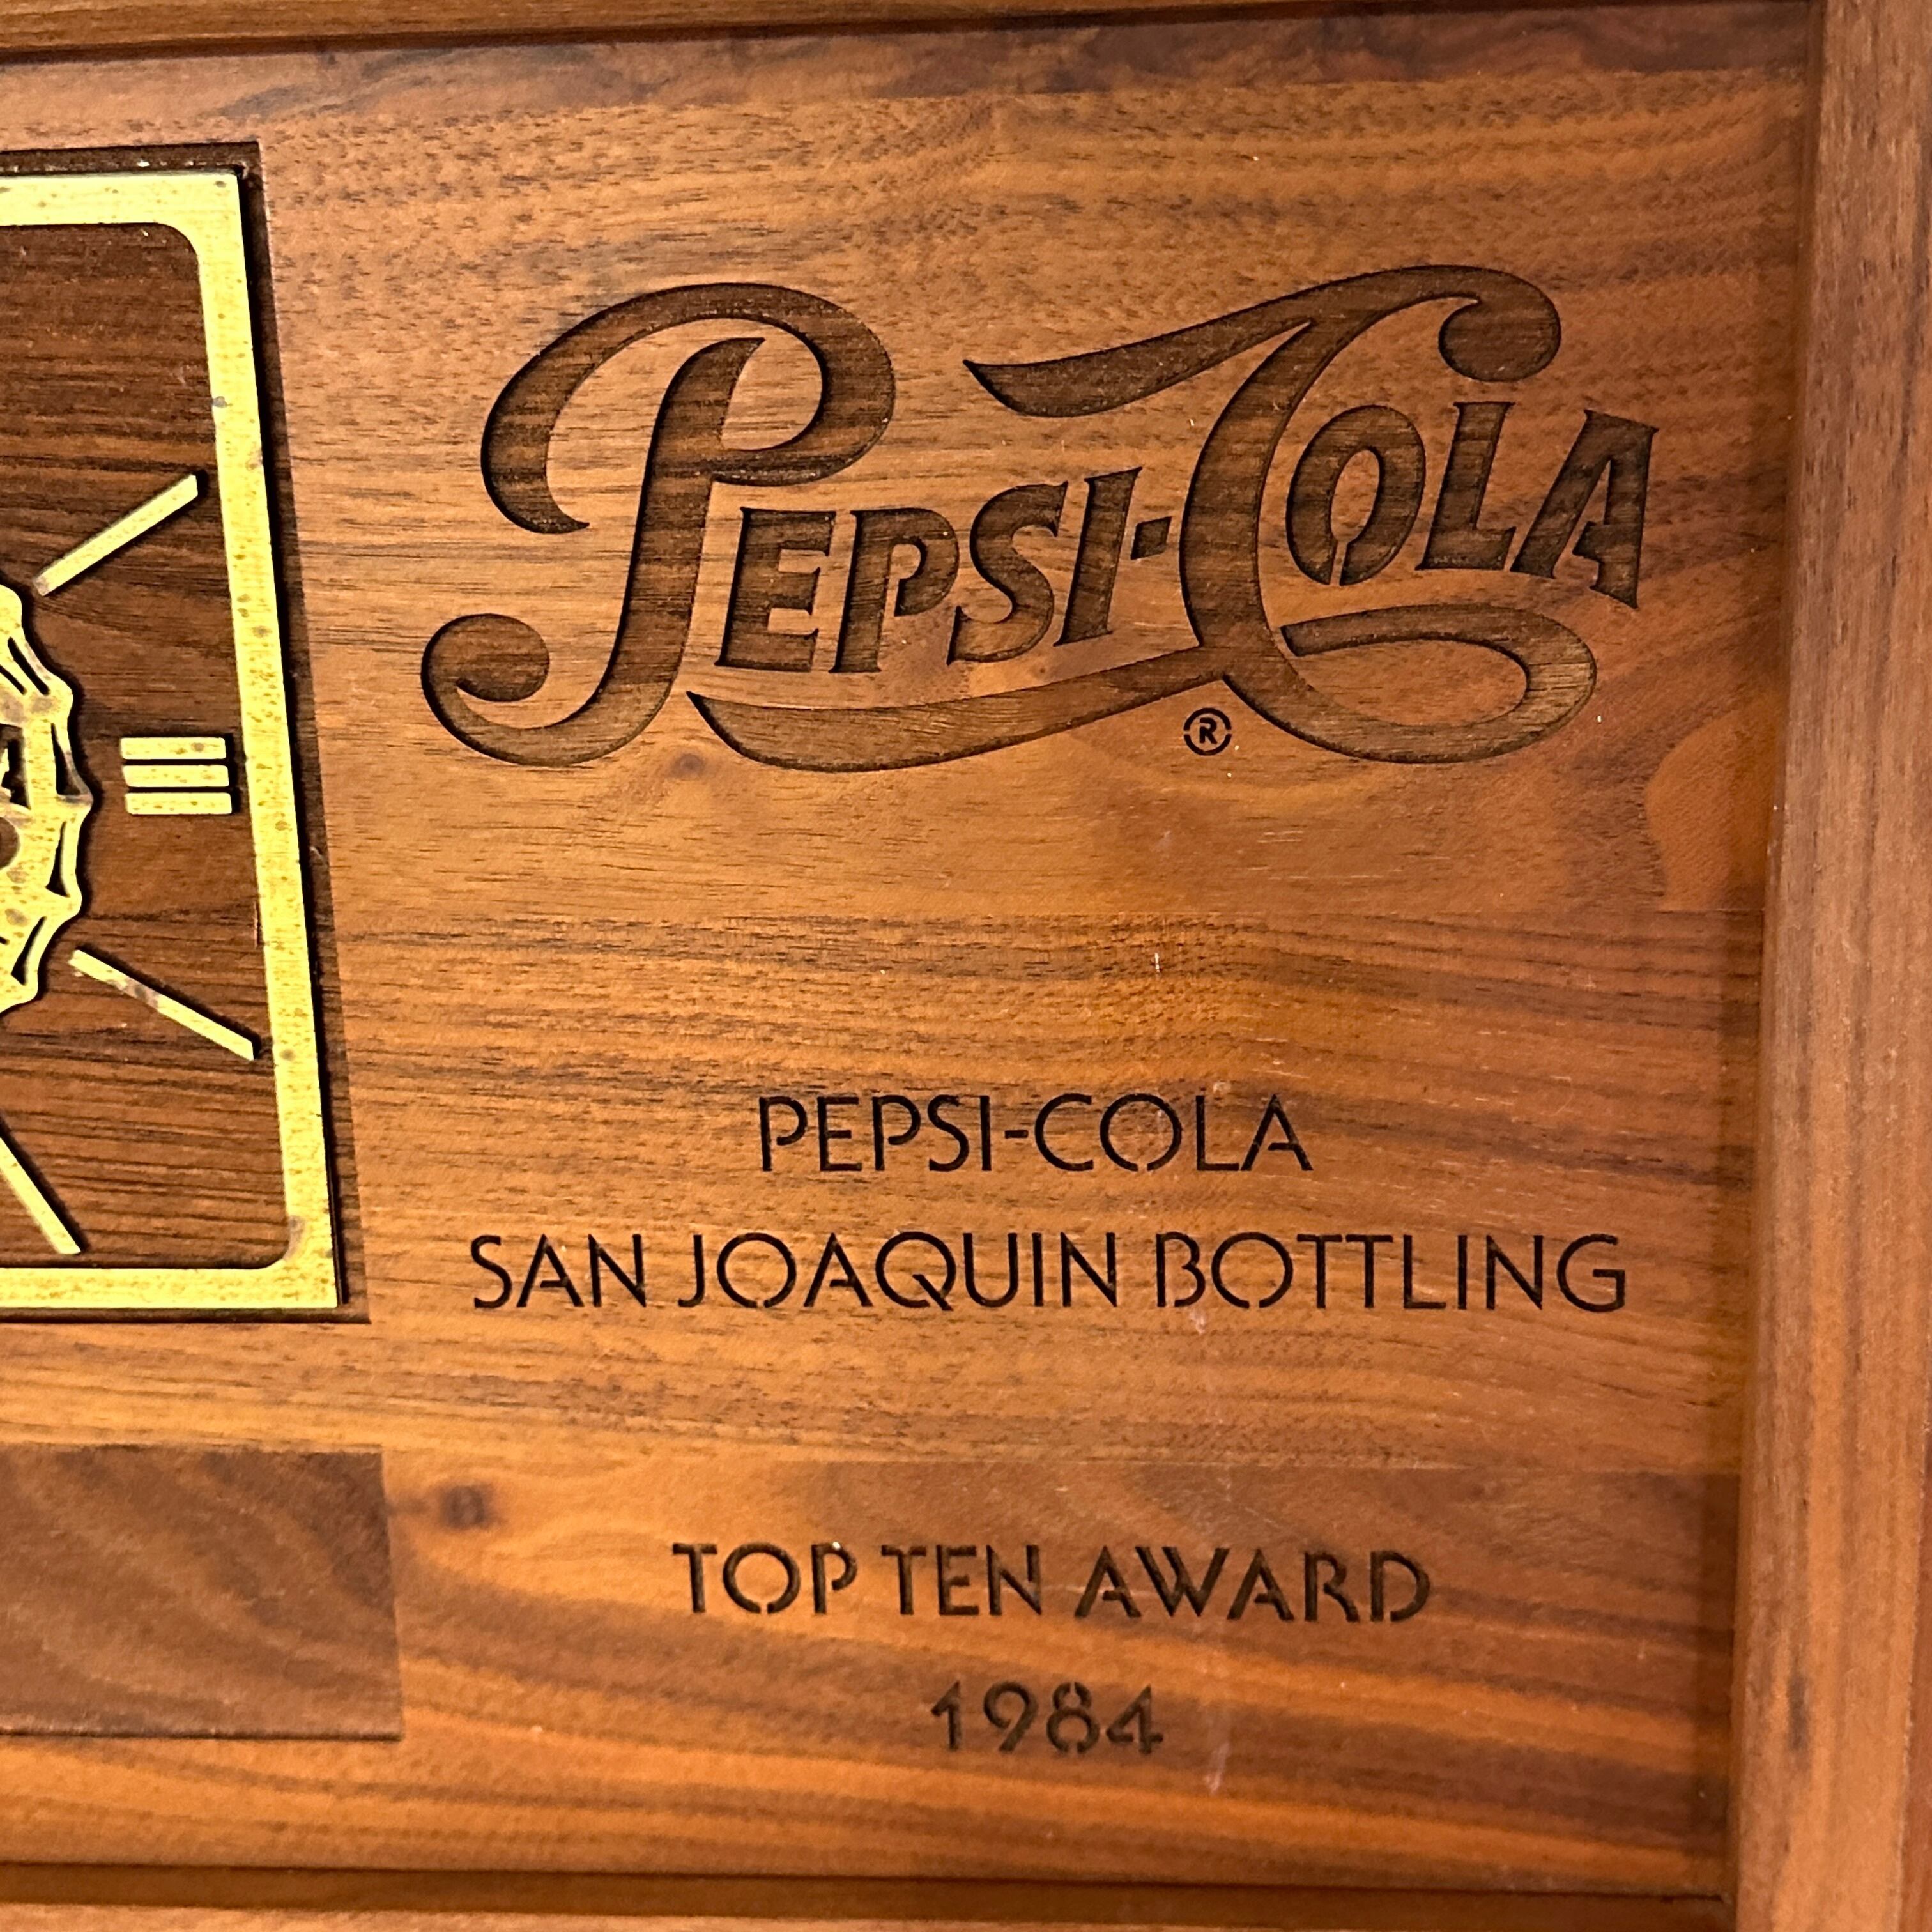 PEPSI-COLA
®
PEPSI-COLA
SAN JOAQUIN BOTTLING
TOP TEN AWARD
1984